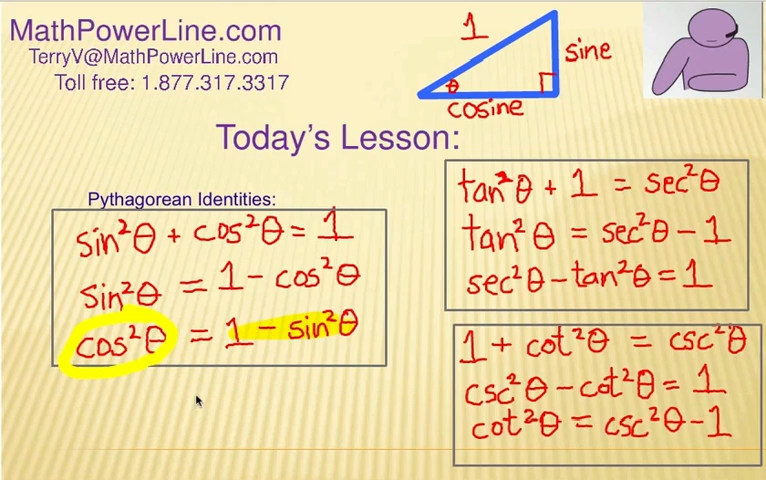 MathPowerLine.com
TerryV@MathPowerLine.com
Toll free: 1.877.317.3317
1
sine
θ
cosine
Today's Lesson:
Pythagorean Identities:
sin²θ + cos²θ = 1
sin²θ = 1 - cos²θ
cos²θ = 1 - sin²θ
tan²θ + 1 = sec²θ
tan²θ = sec²θ - 1
sec²θ - tan²θ = 1
1 + cot²θ = csc²θ
csc²θ - cot²θ = 1
cot²θ = csc²θ - 1